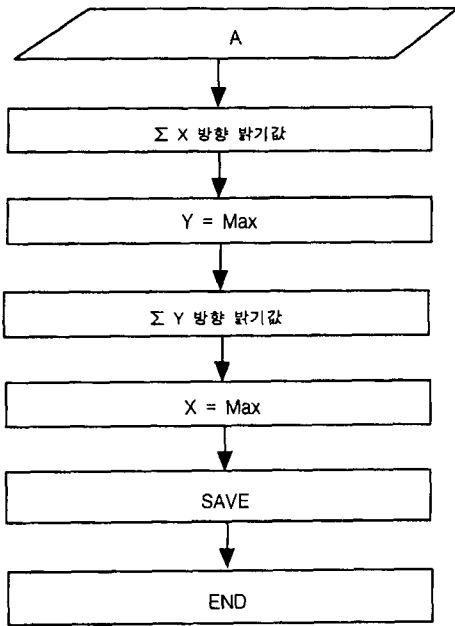 A
Σ X 방향 밝기값
Y = Max
Σ Y 방향 밝기값
X = Max
SAVE
END